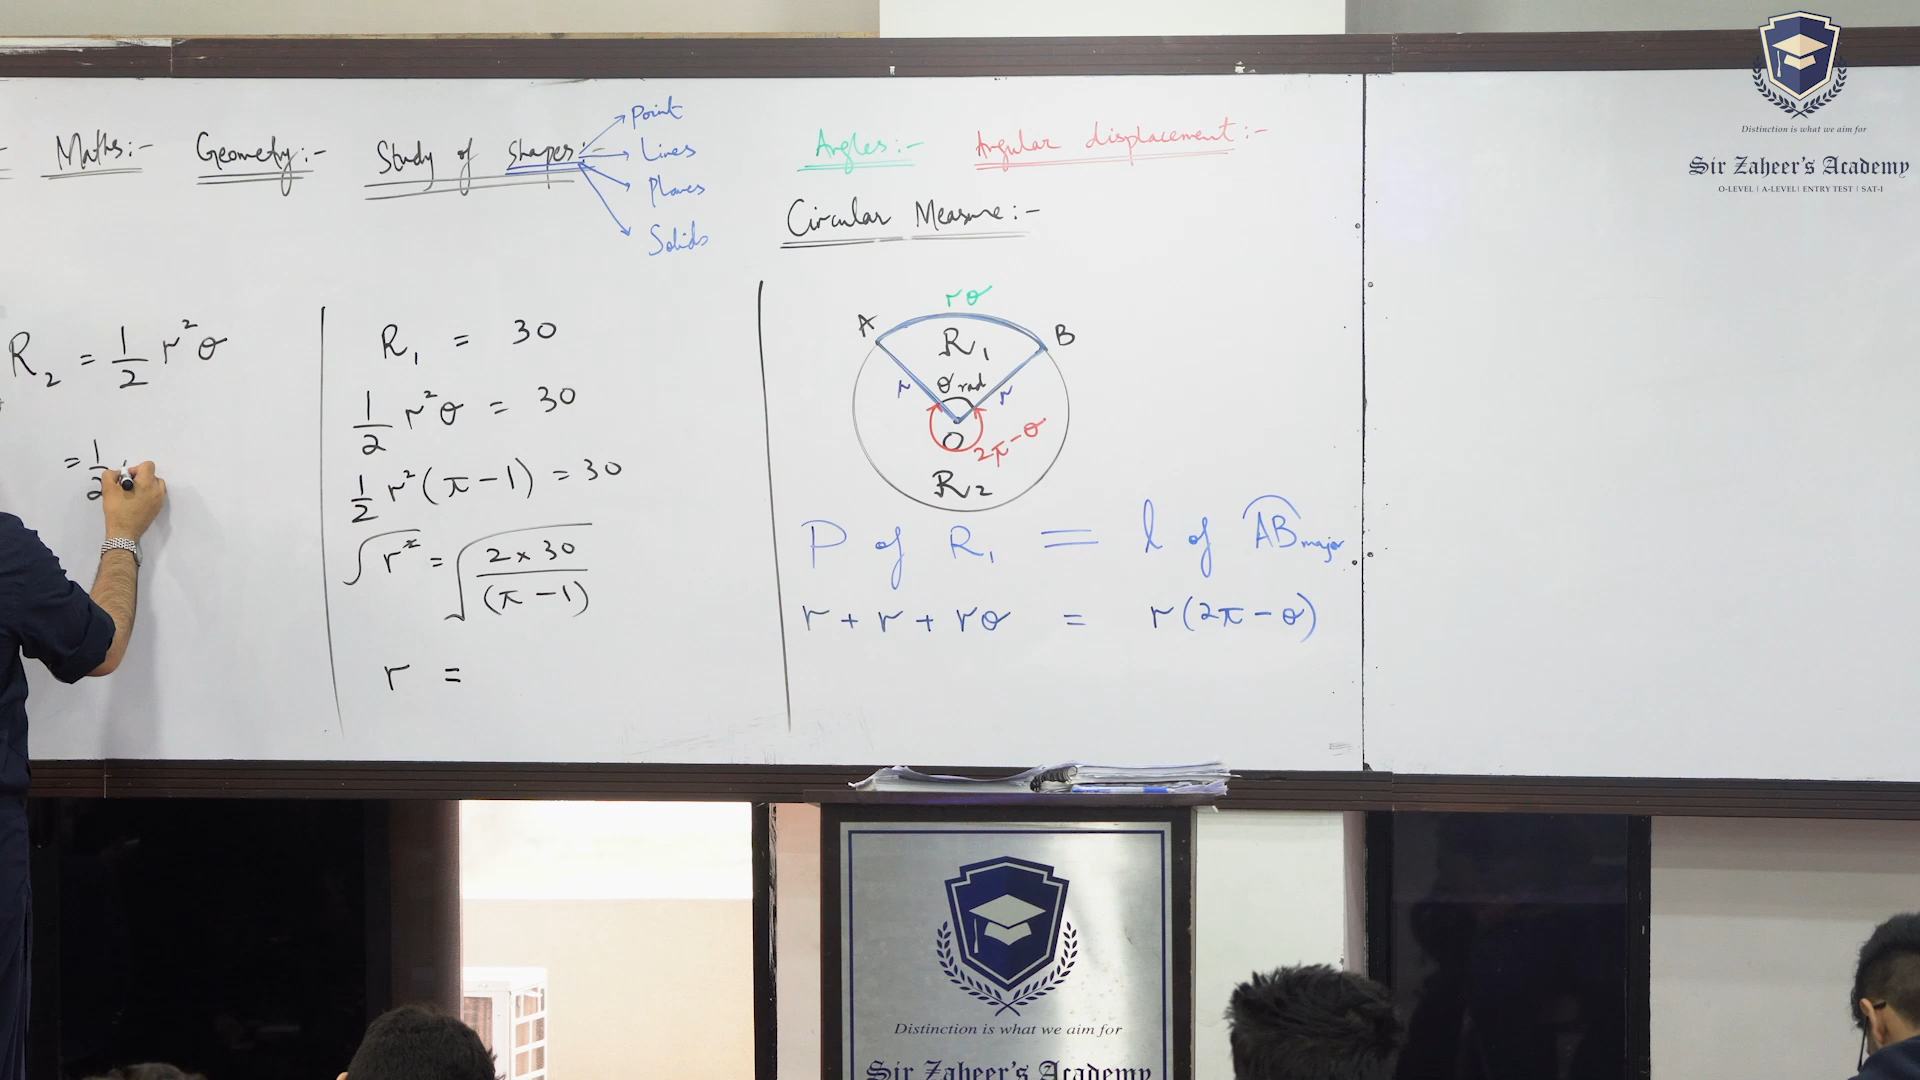 Maths:- Geometry:- Study of Shapes:-
Point
Lines
Planes
Solids
Angles:- Angular displacement:-
Circular Measure:-
R₂ = 1/2 r²θ
= 1/2
R₁ = 30
1/2 r²θ = 30
1/2 r²(π-1) = 30
√r² = √(2×30/(π-1))
r =
rθ
A
B
R₁
θ rad
r
r
O
2π-θ
R₂
P of R₁ = l of AB major
r + r + rθ = r(2π-θ)
Distinction is what we aim for
Sir Zaheer's Academy
O-LEVEL | A-LEVEL | ENTRY TEST | SAT-I
Distinction is what we aim for
Sir Zaheer's Academy